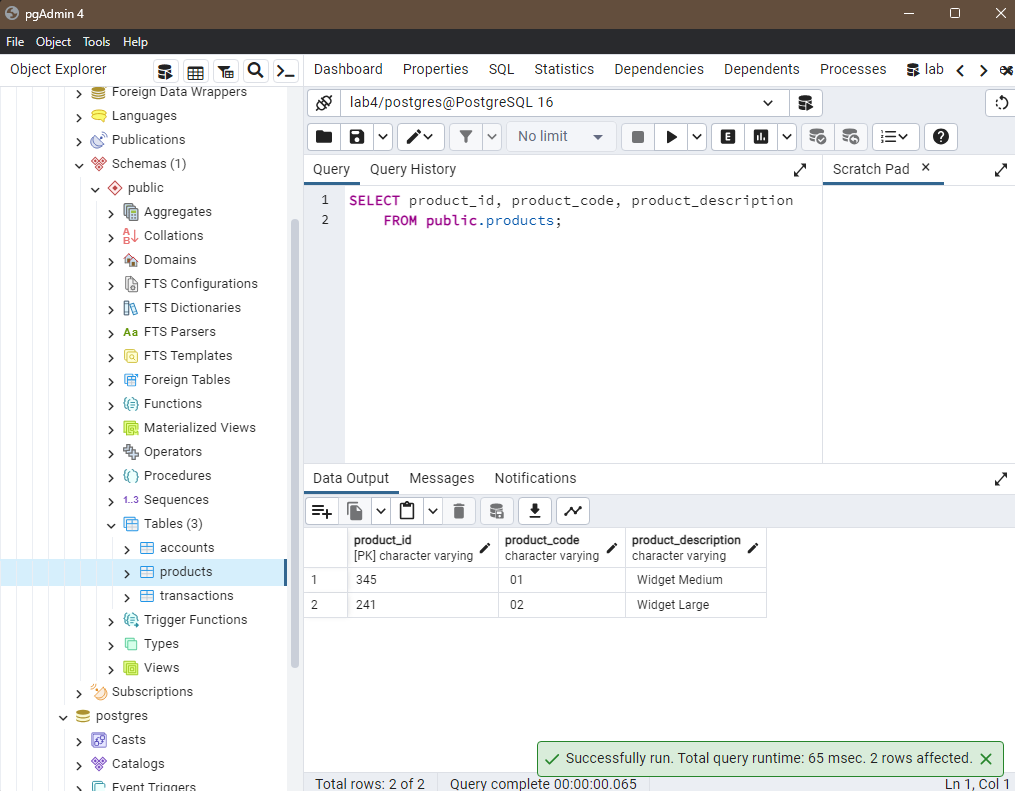 pgAdmin 4
File Object Tools Help
Object Explorer
Dashboard Properties SQL Statistics Dependencies Dependents Processes lab
Foreign Data Wrappers
Languages
Publications
Schemas (1)
public
Aggregates
Collations
Domains
FTS Configurations
FTS Dictionaries
Aa FTS Parsers
FTS Templates
Foreign Tables
Functions
Materialized Views
Operators
Procedures
1..3 Sequences
Tables (3)
accounts
products
transactions
Trigger Functions
Types
Views
Subscriptions
postgres
Casts
Catalogs
Event Triggers
lab4/postgres@PostgreSQL 16
No limit E
Query Query History
Scratch Pad
1 SELECT product_id, product_code, product_description
2 FROM public.products;
Data Output Messages Notifications
product_id product_code product_description
[PK] character varying character varying character varying
1 345 01 Widget Medium
2 241 02 Widget Large
Successfully run. Total query runtime: 65 msec. 2 rows affected.
Total rows: 2 of 2 Query complete 00:00:00.065 Ln 1, Col 1